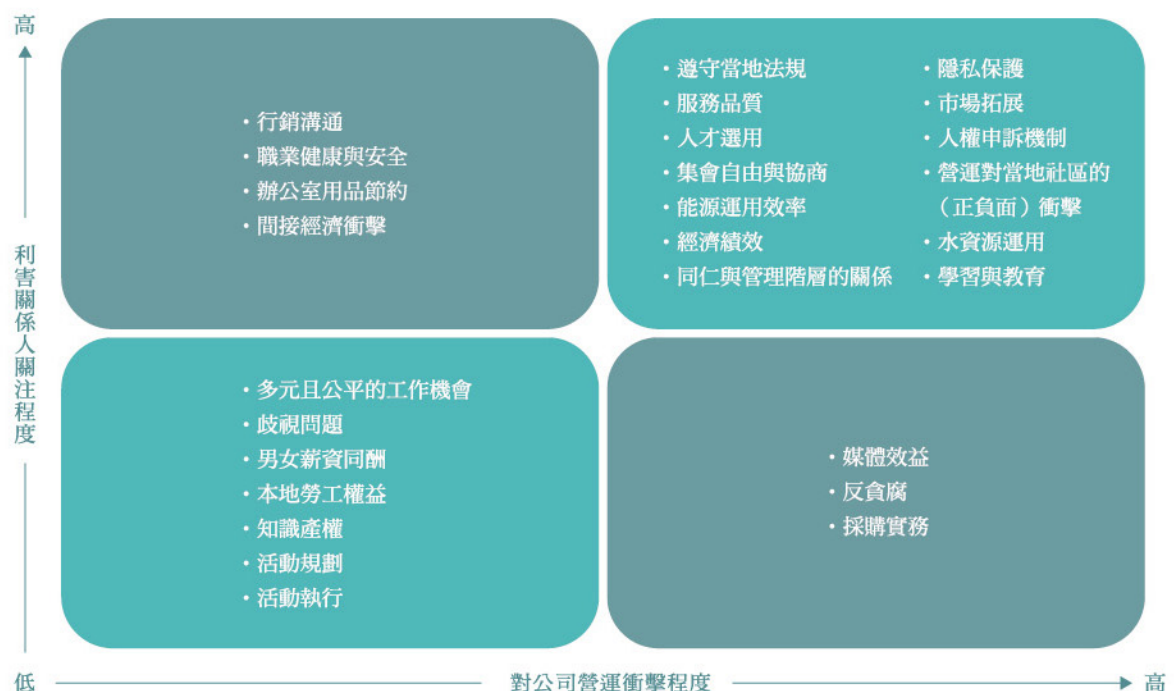 高
利害關係人關注程度
・行銷溝通
・職業健康與安全
・辦公室用品節約
・間接經濟衝擊
・遵守當地法規
・服務品質
・人才選用
・集會自由與協商
・能源運用效率
・經濟績效
・同仁與管理階層的關係
・隱私保護
・市場拓展
・人權申訴機制
・營運對當地社區的
（正負面）衝擊
・水資源運用
・學習與教育
・多元且公平的工作機會
・歧視問題
・男女薪資同酬
・本地勞工權益
・知識產權
・活動規劃
・活動執行
・媒體效益
・反貪腐
・採購實務
低
對公司營運衝擊程度
高